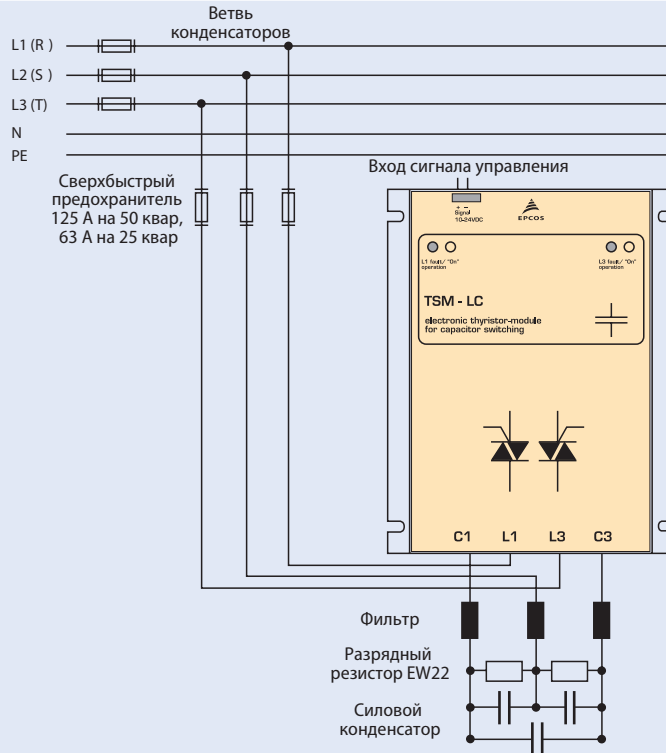 Ветвь
конденсаторов
L1 (R )
L2 (S )
L3 (T)
N
PE
Сверхбыстрый
предохранитель
125 А на 50 квар,
63 А на 25 квар
Вход сигнала управления
+ –
Signal
10-24VDC
EPCOS
L1 fault/ "On"
operation
L3 fault/ "On"
operation
TSM - LC
electronic thyristor-module
for capacitor switching
C1 L1 L3 C3
Фильтр
Разрядный
резистор EW22
Силовой
конденсатор